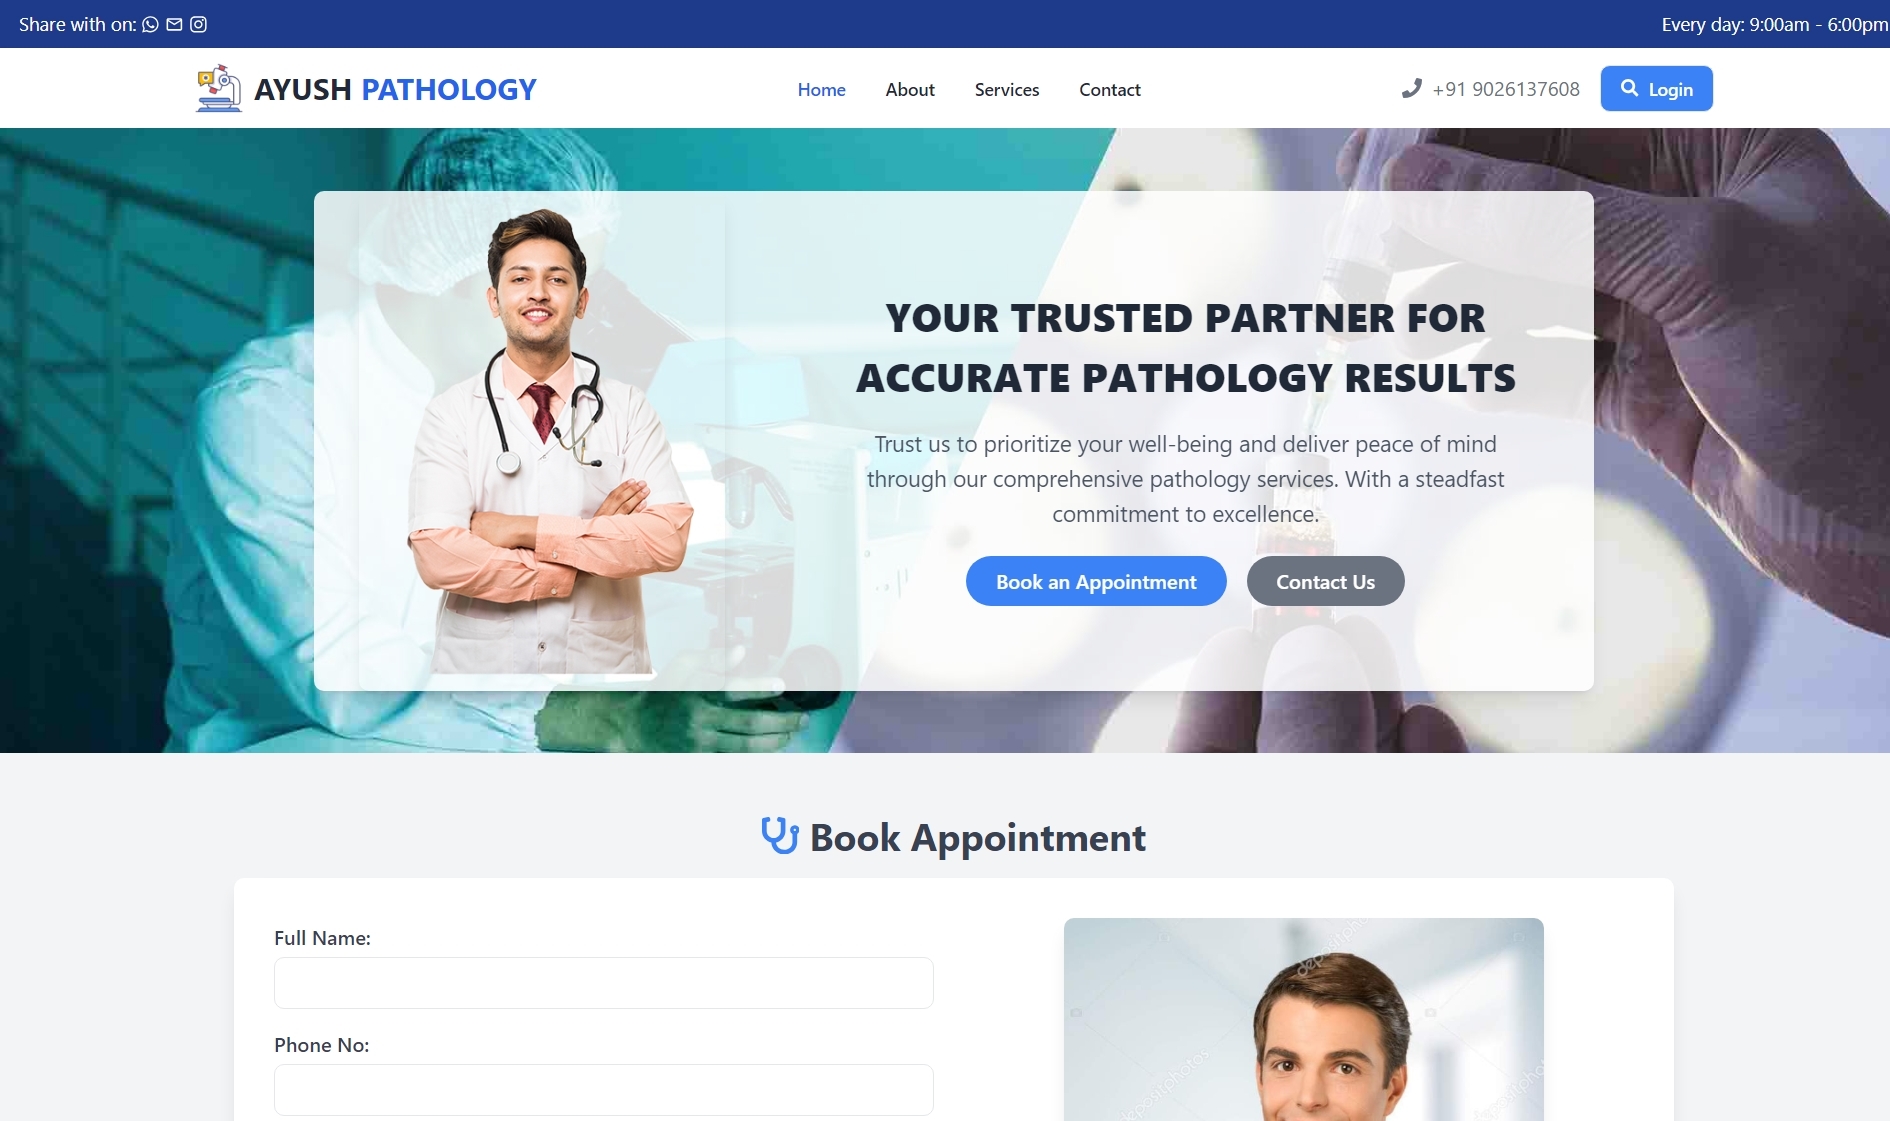 Share with on:
Every day: 9:00am - 6:00pm
AYUSH PATHOLOGY
Home
About
Services
Contact
+91 9026137608
Login
YOUR TRUSTED PARTNER FOR
ACCURATE PATHOLOGY RESULTS
Trust us to prioritize your well-being and deliver peace of mind
through our comprehensive pathology services. With a steadfast
commitment to excellence.
Book an Appointment
Contact Us
Book Appointment
Full Name:
Phone No:
depositphotos
depositphotos